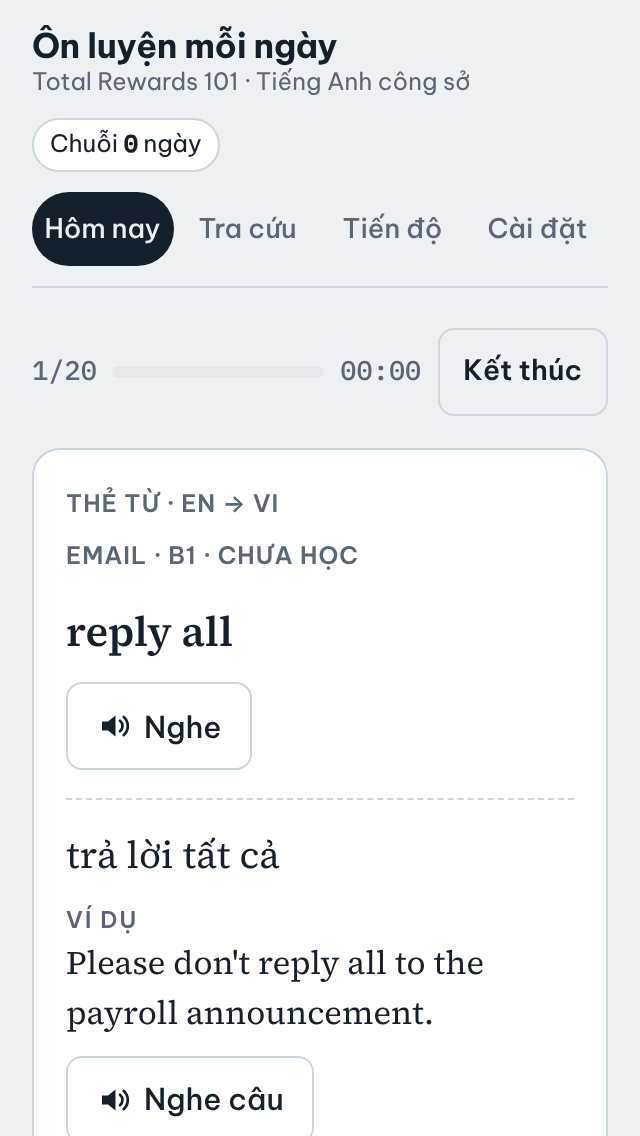 Ôn luyện mỗi ngày
Total Rewards 101 · Tiếng Anh công sở
Chuỗi 0 ngày
Hôm nay
Tra cứu
Tiến độ
Cài đặt
1/20
00:00
Kết thúc
THẺ TỪ · EN → VI
EMAIL · B1 · CHƯA HỌC
reply all
Nghe
trả lời tất cả
VÍ DỤ
Please don't reply all to the
payroll announcement.
Nghe câu